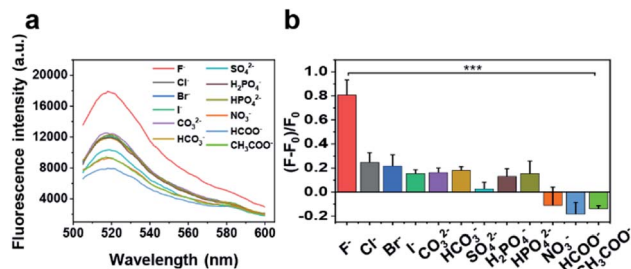 a
b
Fluorescence intensity (a.u.)
20000
16000
12000
8000
4000
500 520 540 560 580 600
Wavelength (nm)
F⁻
Cl⁻
Br⁻
I⁻
CO₃²⁻
HCO₃⁻
SO₄²⁻
H₂PO₄⁻
HPO₄²⁻
NO₃⁻
HCOO⁻
CH₃COO⁻
(F-F₀)/F₀
1.0
0.8
0.6
0.4
0.2
0.0
-0.2
***
F⁻ Cl⁻ Br⁻ I⁻ CO₃²⁻ HCO₃⁻ SO₄²⁻ H₂PO₄⁻ HPO₄²⁻ NO₃⁻ HCOO⁻ CH₃COO⁻